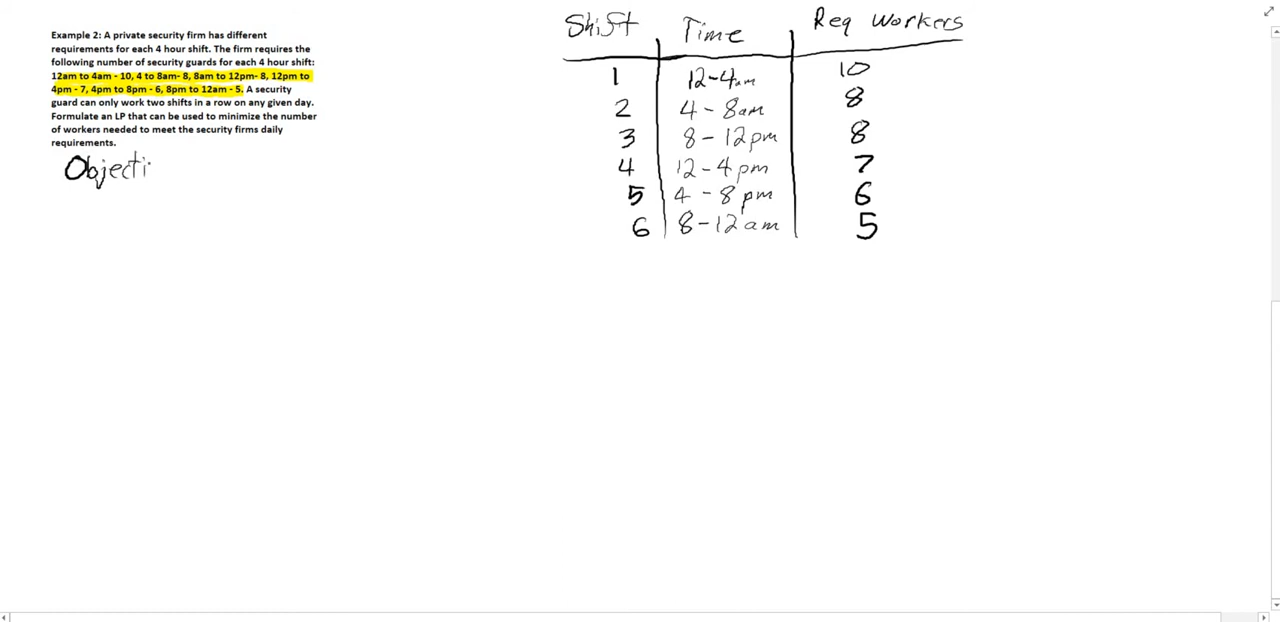 Example 2: A private security firm has different
requirements for each 4 hour shift. The firm requires the
following number of security guards for each 4 hour shift:
12am to 4am - 10, 4 to 8am- 8, 8am to 12pm- 8, 12pm to
4pm - 7, 4pm to 8pm - 6, 8pm to 12am - 5. A security
guard can only work two shifts in a row on any given day.
Formulate an LP that can be used to minimize the number
of workers needed to meet the security firms daily
requirements.
Objecti
Shift Time Req Workers
1 12-4am 10
2 4-8am 8
3 8-12pm 8
4 12-4pm 7
5 4-8pm 6
6 8-12am 5